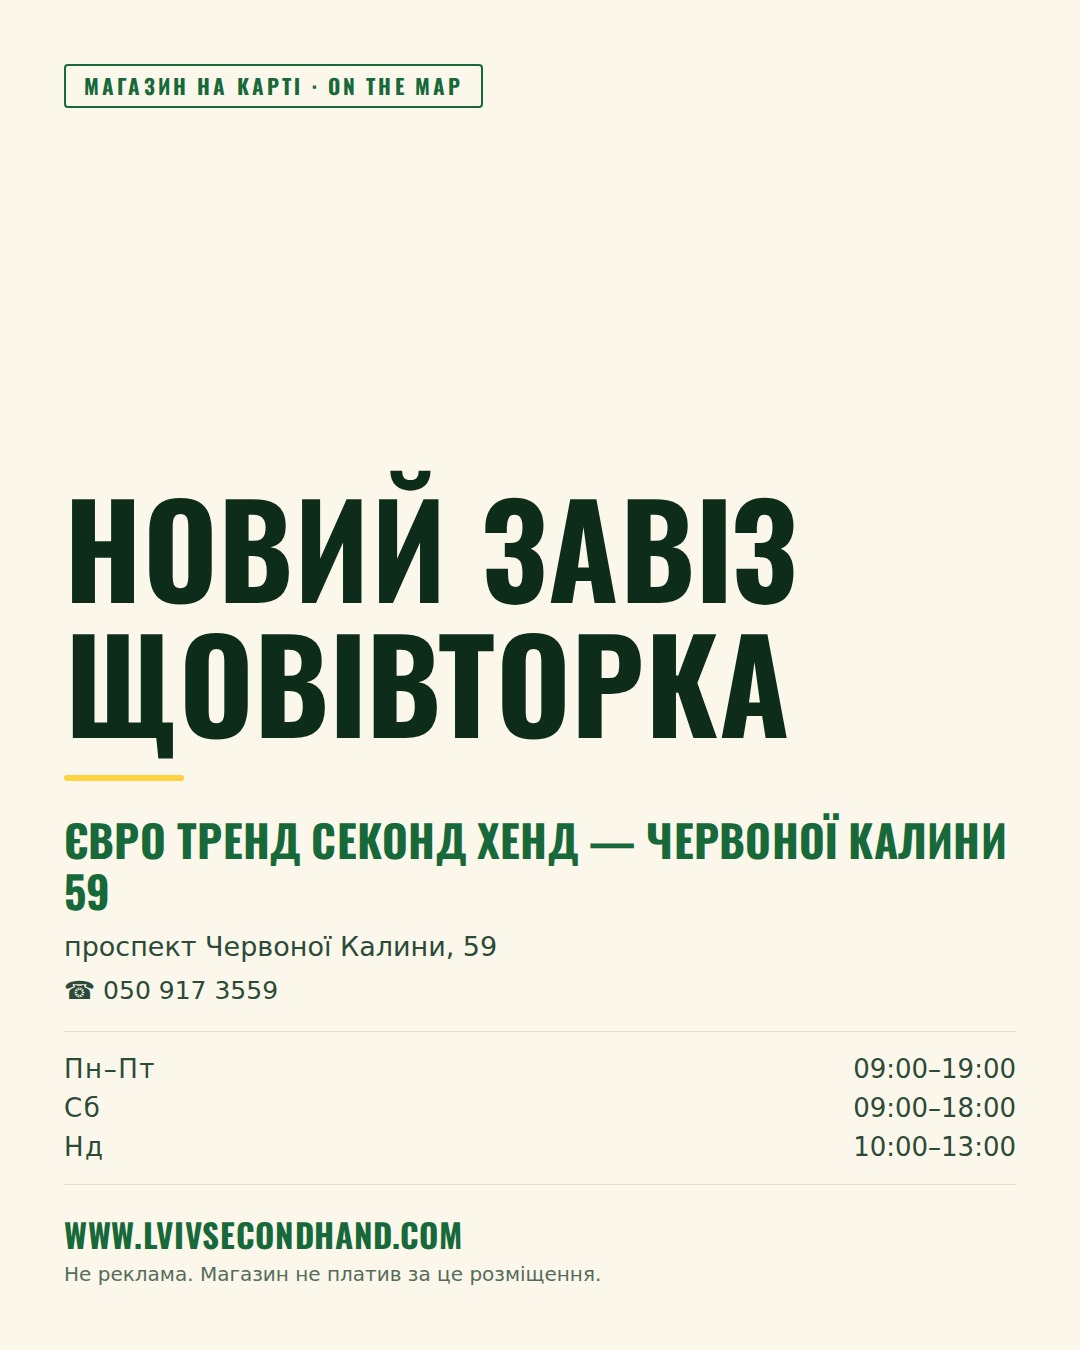 МАГАЗИН НА КАРТІ · ON THE MAP
НОВИЙ ЗАВІЗ
ЩОВІВТОРКА
ЄВРО ТРЕНД СЕКОНД ХЕНД — ЧЕРВОНОЇ КАЛИНИ
59
проспект Червоної Калини, 59
☎ 050 917 3559
Пн–Пт 09:00–19:00
Сб 09:00–18:00
Нд 10:00–13:00
WWW.LVIVSECONDHAND.COM
Не реклама. Магазин не платив за це розміщення.